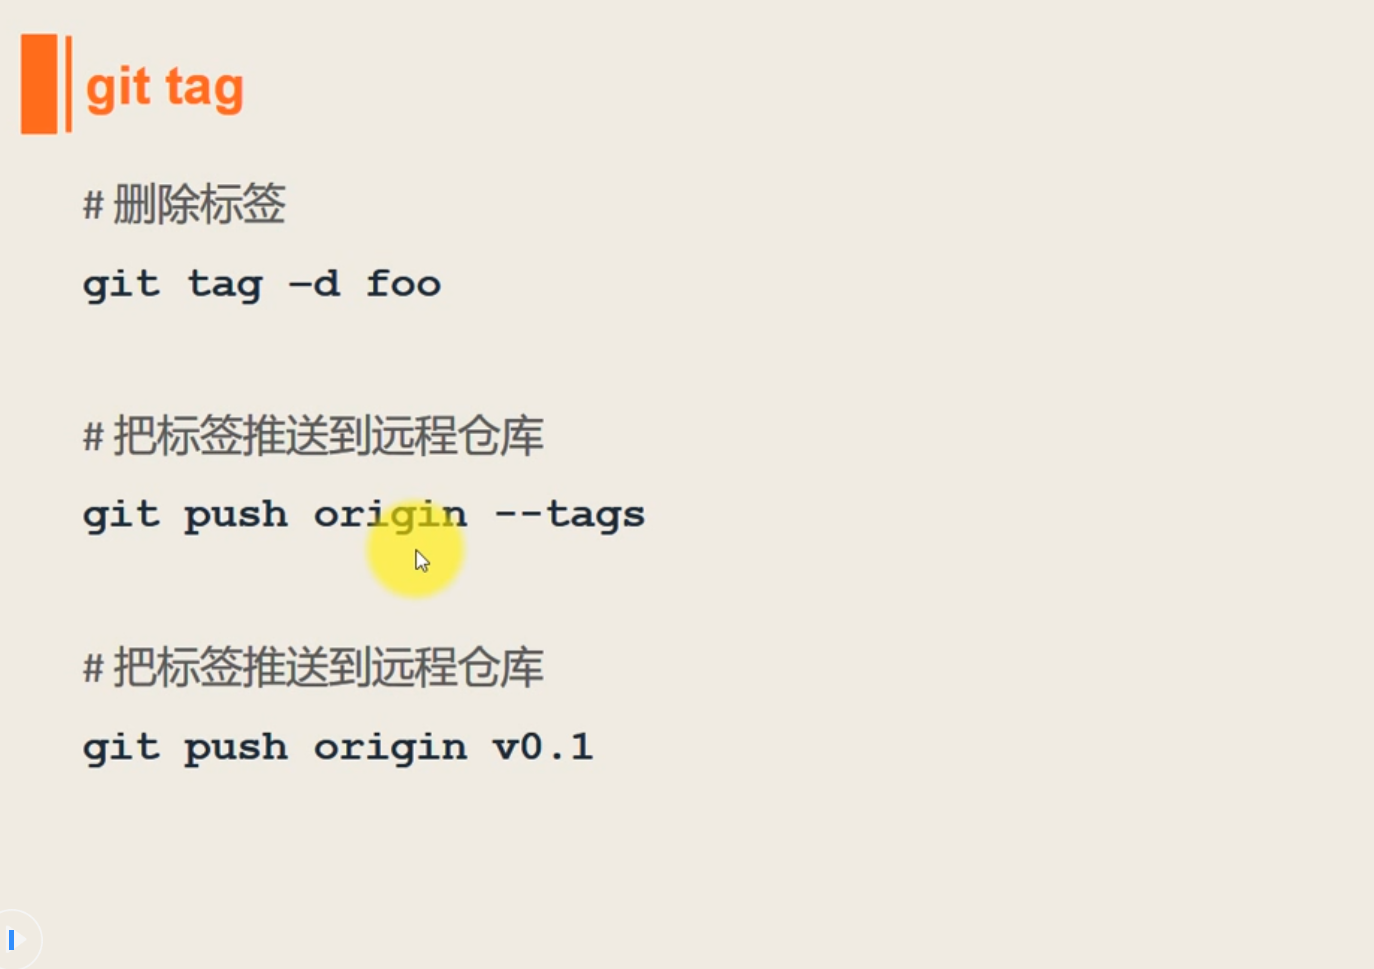 git tag
# 删除标签
git tag –d foo
# 把标签推送到远程仓库
git push origin --tags
# 把标签推送到远程仓库
git push origin v0.1